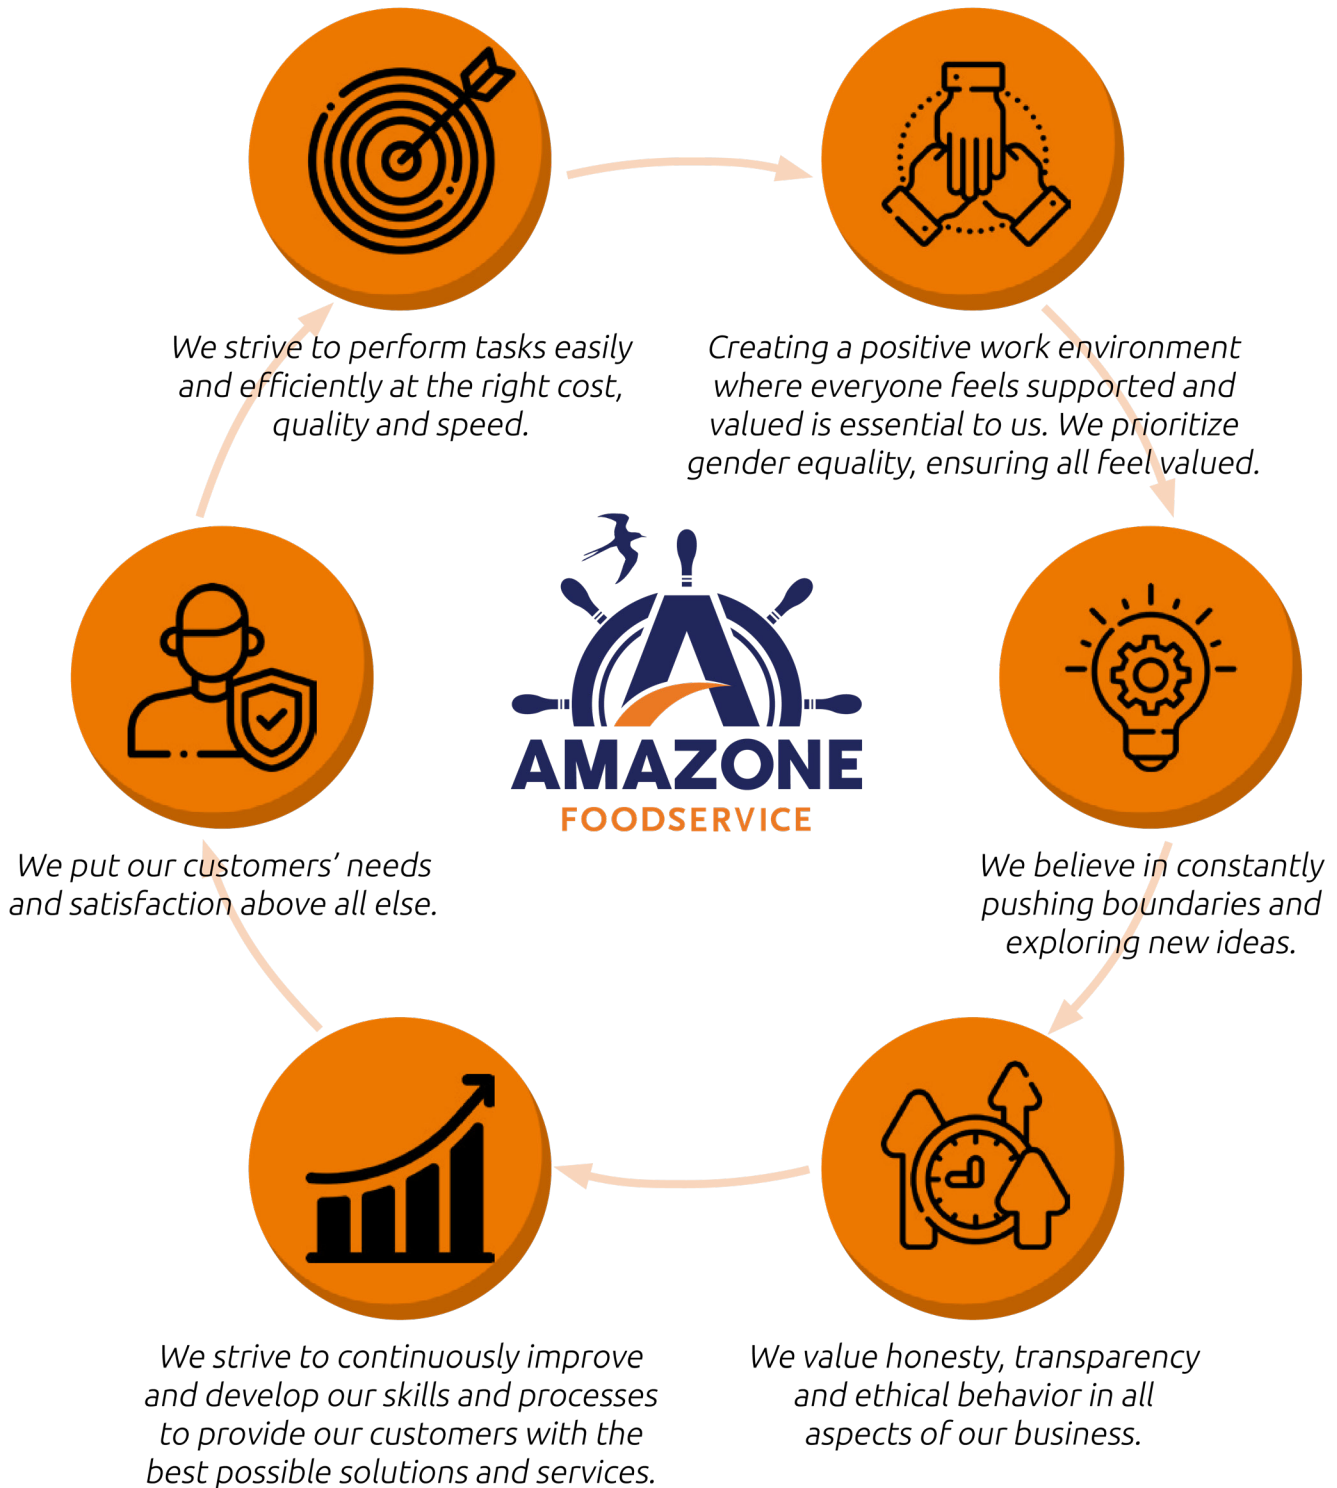 We strive to perform tasks easily
and efficiently at the right cost,
quality and speed.
Creating a positive work environment
where everyone feels supported and
valued is essential to us. We prioritize
gender equality, ensuring all feel valued.
AMAZONE
FOODSERVICE
We put our customers’ needs
and satisfaction above all else.
We believe in constantly
pushing boundaries and
exploring new ideas.
We strive to continuously improve
and develop our skills and processes
to provide our customers with the
best possible solutions and services.
We value honesty, transparency
and ethical behavior in all
aspects of our business.